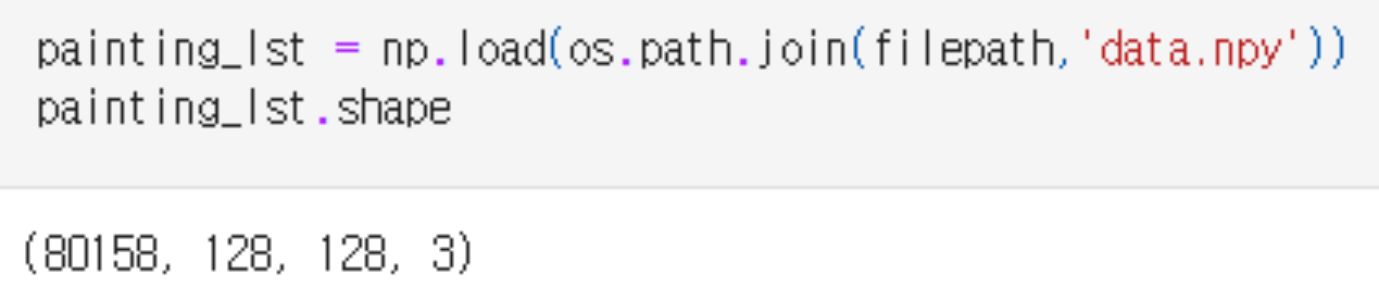 painting_lst = np.load(os.path.join(filepath,'data.npy'))
painting_lst.shape
(80158, 128, 128, 3)